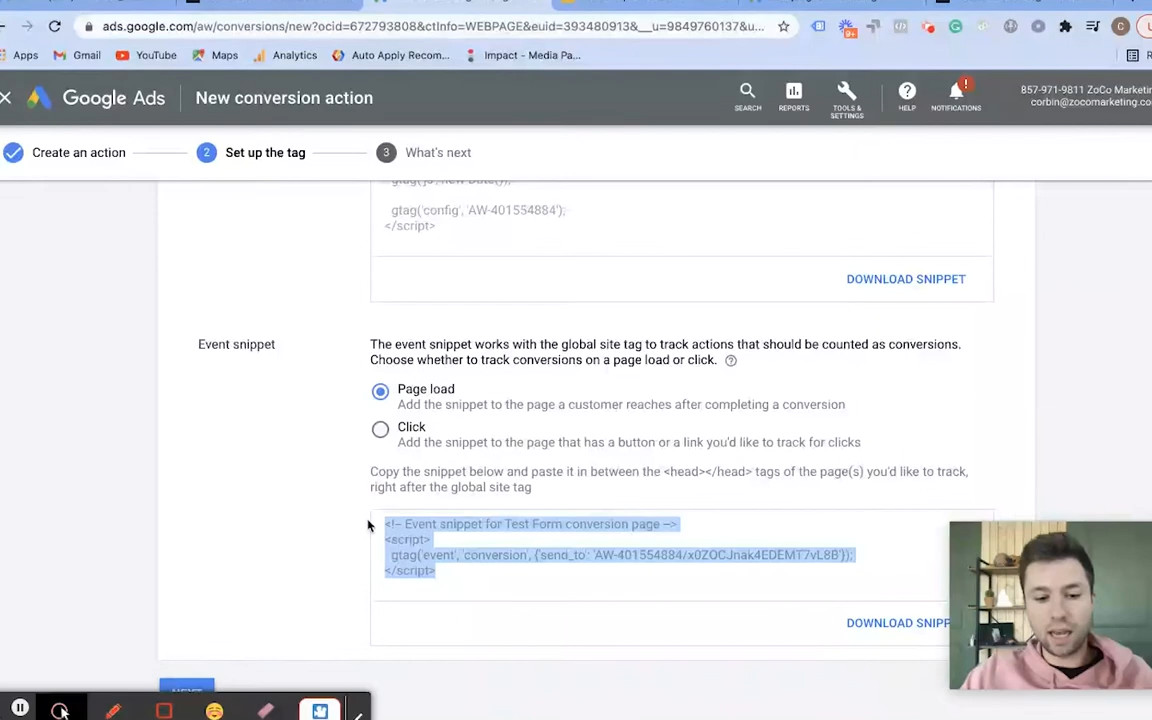 ads.google.com/aw/conversions/new?ocid=672793808&ctInfo=WEBPAGE&euid=393480913&__u=9849760137&u...
Apps
Gmail
YouTube
Maps
Analytics
Auto Apply Recom...
Impact - Media Pa...
Google Ads
New conversion action
SEARCH
REPORTS
TOOLS &
SETTINGS
HELP
NOTIFICATIONS
857-971-9811 ZoCo Marketing
corbin@zocomarketing.co
Create an action
2
Set up the tag
3
What's next
gtag('js', new Date());
gtag('config', 'AW-401554884');
</script>
DOWNLOAD SNIPPET
Event snippet
The event snippet works with the global site tag to track actions that should be counted as conversions.
Choose whether to track conversions on a page load or click.
Page load
Add the snippet to the page a customer reaches after completing a conversion
Click
Add the snippet to the page that has a button or a link you'd like to track for clicks
Copy the snippet below and paste it in between the <head></head> tags of the page(s) you'd like to track,
right after the global site tag
<!-- Event snippet for Test Form conversion page -->
<script>
gtag('event', 'conversion', {'send_to': 'AW-401554884/x0ZOCJnak4EDEMT7vL8B'});
</script>
DOWNLOAD SNIPP
NEXT